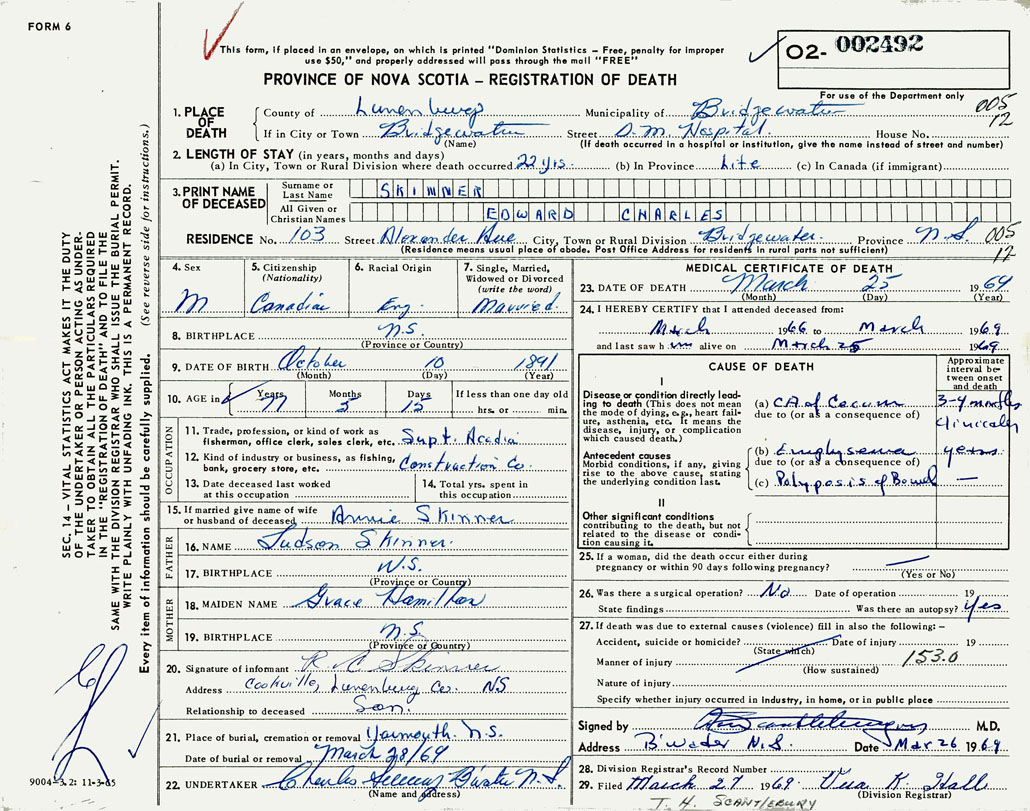 FORM 6
This form, if placed in an envelope, on which is printed "Dominion Statistics – Free, penalty for improper
use $50," and properly addressed will pass through the mail "FREE"
O2- 002492
For use of the Department only
PROVINCE OF NOVA SCOTIA – REGISTRATION OF DEATH
005
12
1. PLACE OF DEATH
County of Lunenburg Municipality of Bridgewater
If in City or Town Bridgewater Street D.M. Hospital. House No.
(Name) (If death occurred in a hospital or institution, give the name instead of street and number)
2. LENGTH OF STAY (in years, months and days)
(a) In City, Town or Rural Division where death occurred 22 yrs. (b) In Province Life (c) In Canada (if immigrant)
3. PRINT NAME OF DECEASED
Surname or Last Name SKINNER
All Given or Christian Names EDWARD CHARLES
RESIDENCE No. 103 Street Alexander Ave City, Town or Rural Division Bridgewater Province N.S. 005
12
(Residence means usual place of abode. Post Office Address for residents in rural parts not sufficient)
4. Sex M
5. Citizenship (Nationality) Canadian
6. Racial Origin Eng.
7. Single, Married, Widowed or Divorced (write the word) Married.
8. BIRTHPLACE N.S.
(Province or Country)
9. DATE OF BIRTH October 10 1891
(Month) (Day) (Year)
10. AGE in Years 77 Months 5 Days 15 If less than one day old
hrs. or min.
OCCUPATION
11. Trade, profession, or kind of work as
fisherman, office clerk, sales clerk, etc. Supt. Acadia
12. Kind of industry or business, as fishing,
bank, grocery store, etc. Construction Co.
13. Date deceased last worked
at this occupation
14. Total yrs. spent in
this occupation
15. If married give name of wife
or husband of deceased Annie Skinner
FATHER
16. NAME Judson Skinner.
17. BIRTHPLACE N.S.
(Province or Country)
MOTHER
18. MAIDEN NAME Grace Hamilton
19. BIRTHPLACE N.S.
(Province or Country)
20. Signature of informant R. C. Skinner
Address Cookville, Lunenburg Co. NS
Relationship to deceased Son.
21. Place of burial, cremation or removal Yarmouth N.S.
Date of burial or removal March 28/69
22. UNDERTAKER Charles B'water N.S.
(Name and address)
MEDICAL CERTIFICATE OF DEATH
23. DATE OF DEATH March 25 1969
(Month) (Day) (Year)
24. I HEREBY CERTIFY that I attended deceased from:
March 1966 to March 1969
and last saw him alive on March 25 1969
CAUSE OF DEATH
Approximate interval between onset and death
I
Disease or condition directly leading to death (This does not mean the mode of dying, e.g., heart failure, asthenia, etc. It means the disease, injury, or complication which caused death.)
(a) CA of Cecum 3-4 months
due to (or as a consequence of) clinically
Antecedent causes
Morbid conditions, if any, giving rise to the above cause, stating the underlying condition last.
(b) Emphysema years
due to (or as a consequence of)
(c) Polyposis of Bowel —
II
Other significant conditions
contributing to the death, but not related to the disease or condition causing it.
25. If a woman, did the death occur either during
pregnancy or within 90 days following pregnancy?
(Yes or No)
26. Was there a surgical operation? No Date of operation 19
State findings Was there an autopsy? Yes
27. If death was due to external causes (violence) fill in also the following: –
Accident, suicide or homicide? Date of injury 19
(State which)
Manner of injury 153.0
(How sustained)
Nature of injury
Specify whether injury occurred in industry, in home, or in public place
Signed by M.D.
Address B'water N.S. Date Mar 26 1969
28. Division Registrar's Record Number
29. Filed March 27 1969 Vera K. Hall
(Division Registrar)
J. H. SCANTLEBURY
SEC. 14 – VITAL STATISTICS ACT MAKES IT THE DUTY
OF THE UNDERTAKER OR PERSON ACTING AS UNDER-
TAKER TO OBTAIN ALL THE PARTICULARS REQUIRED
IN THE "REGISTRATION OF DEATH" AND TO FILE THE
SAME WITH THE DIVISION REGISTRAR WHO SHALL ISSUE THE BURIAL PERMIT.
WRITE PLAINLY WITH UNFADING INK. THIS IS A PERMANENT RECORD.
Every item of information should be carefully supplied. (See reverse side for instructions.)
9004-3.2: 11-3-65